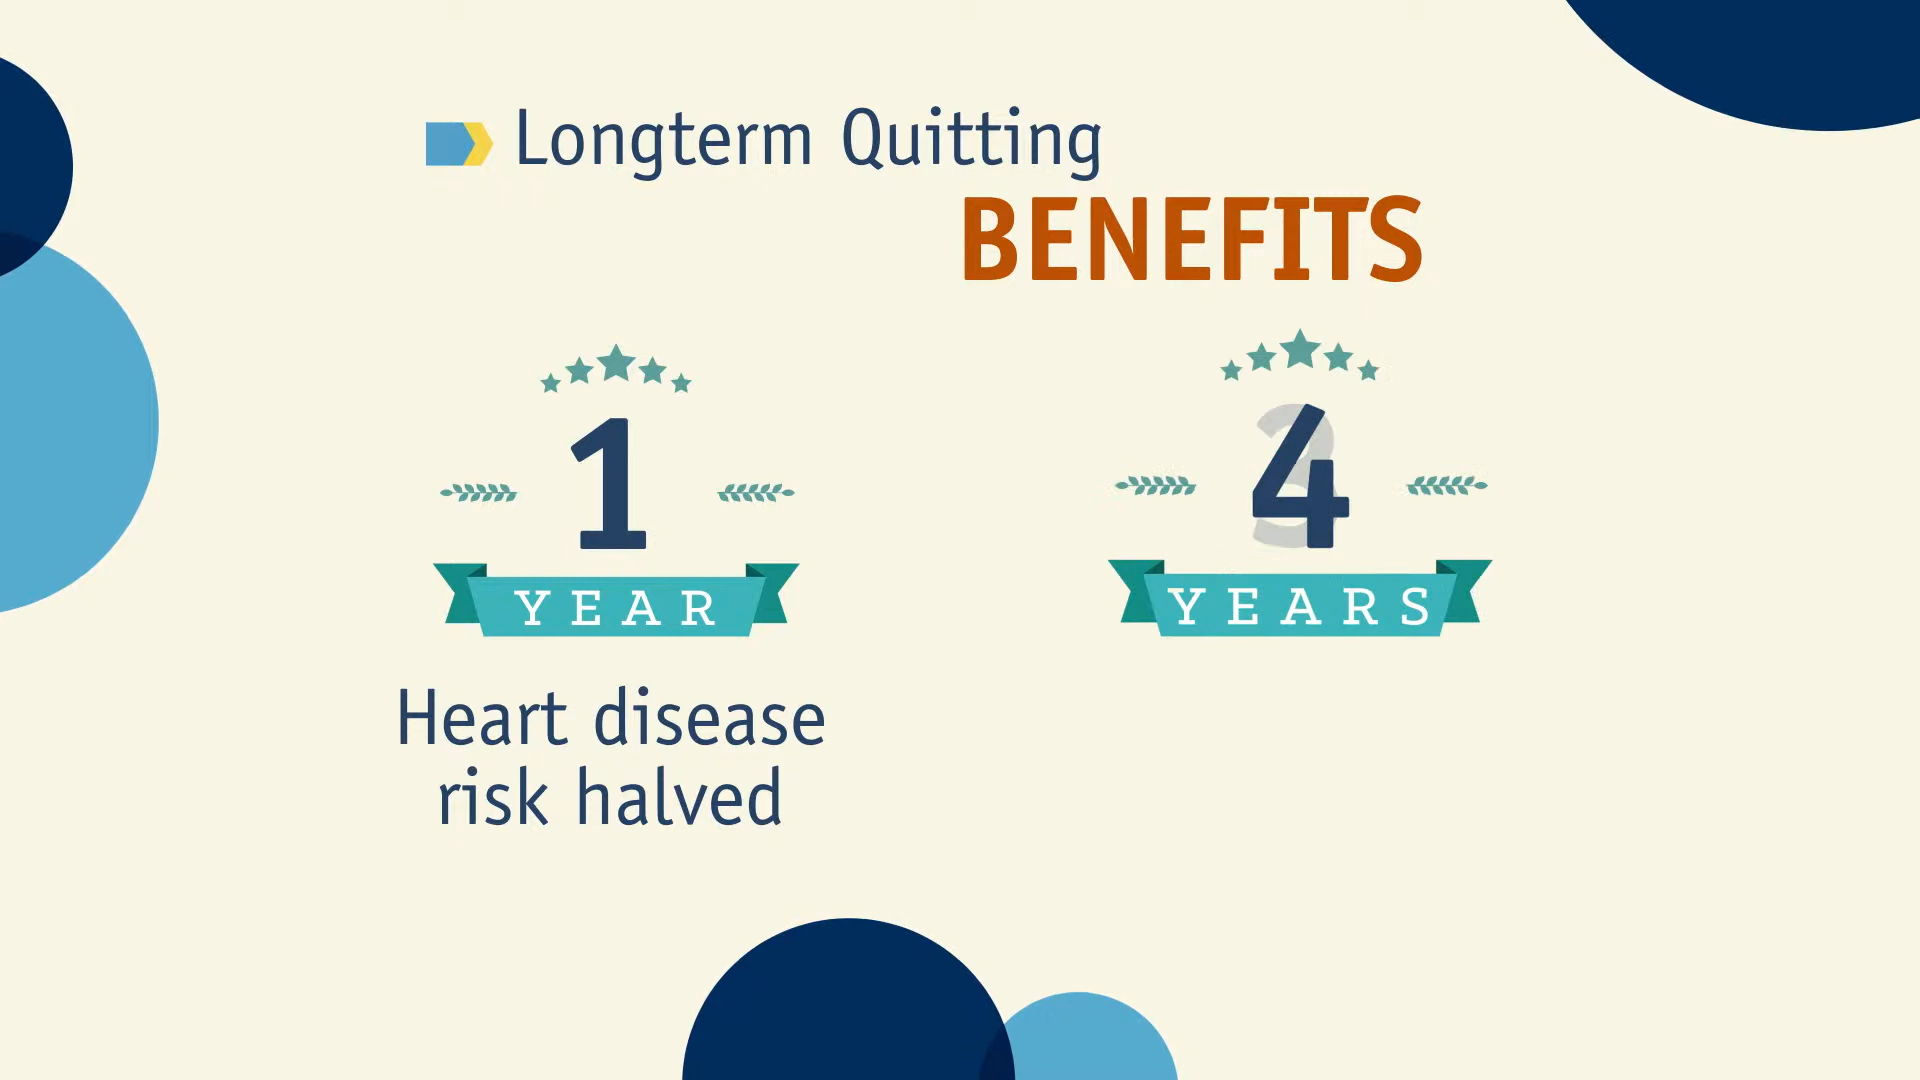 Longterm Quitting
BENEFITS
1
YEAR
Heart disease
risk halved
4
YEARS